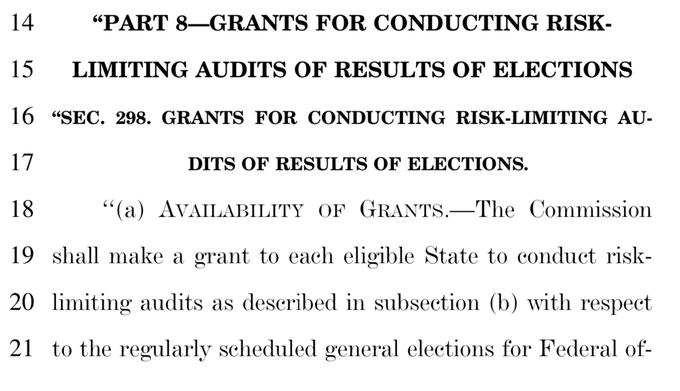 14 “PART 8—GRANTS FOR CONDUCTING RISK-
15 LIMITING AUDITS OF RESULTS OF ELECTIONS
16 “SEC. 298. GRANTS FOR CONDUCTING RISK-LIMITING AU-
17 DITS OF RESULTS OF ELECTIONS.
18 “(a) AVAILABILITY OF GRANTS.—The Commission
19 shall make a grant to each eligible State to conduct risk-
20 limiting audits as described in subsection (b) with respect
21 to the regularly scheduled general elections for Federal of-